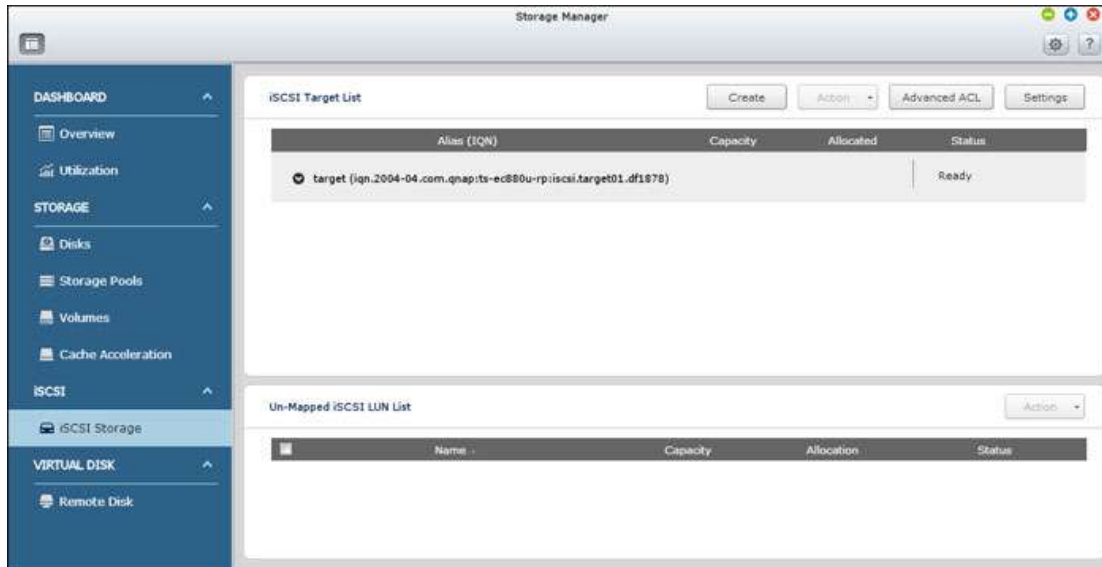 Storage Manager
?
DASHBOARD
Overview
Utilization
STORAGE
Disks
Storage Pools
Volumes
Cache Acceleration
iSCSI
iSCSI Storage
VIRTUAL DISK
Remote Disk
iSCSI Target List
Create
Action
Advanced ACL
Settings
Alias (IQN) Capacity Allocated Status
target (iqn.2004-04.com.qnap:ts-ec880u-rp:iscsi.target01.df1878) Ready
Un-Mapped iSCSI LUN List
Action
Name Capacity Allocation Status